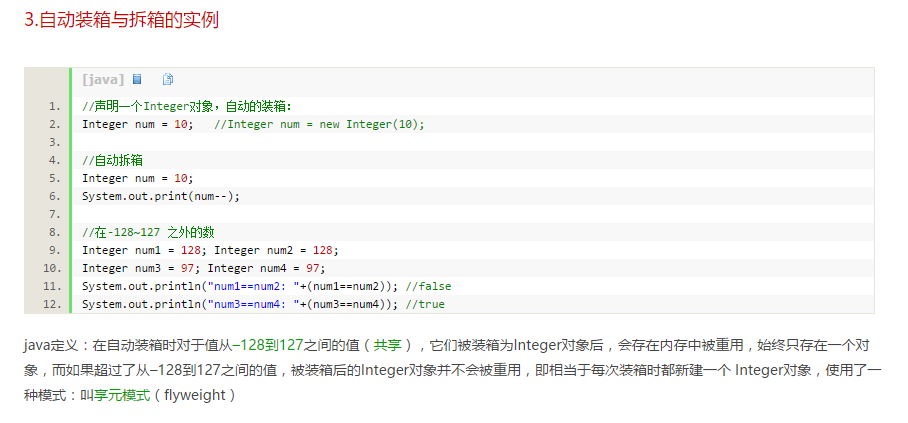 3.自动装箱与拆箱的实例
[java]
1. //声明一个Integer对象，自动的装箱：
2. Integer num = 10;   //Integer num = new Integer(10);
3.
4. //自动拆箱
5. Integer num = 10;
6. System.out.print(num--);
7.
8. //在-128~127 之外的数
9. Integer num1 = 128; Integer num2 = 128;
10. Integer num3 = 97; Integer num4 = 97;
11. System.out.println("num1==num2: "+(num1==num2)); //false
12. System.out.println("num3==num4: "+(num3==num4)); //true
java定义：在自动装箱时对于值从–128到127之间的值（共享），它们被装箱为Integer对象后，会存在内存中被重用，始终只存在一个对
象，而如果超过了从–128到127之间的值，被装箱后的Integer对象并不会被重用，即相当于每次装箱时都新建一个 Integer对象，使用了一
种模式：叫享元模式（flyweight）